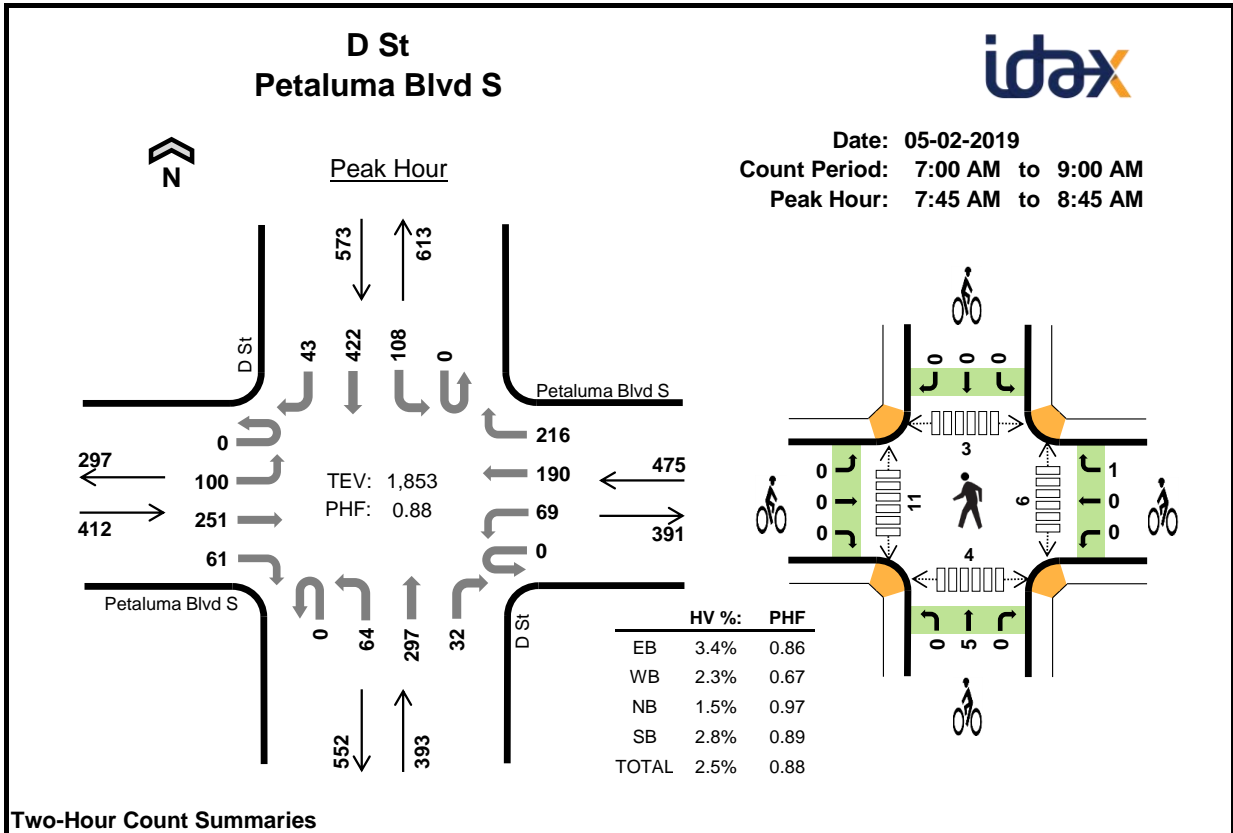 D St
Petaluma Blvd S
idax
Date: 05-02-2019
Count Period: 7:00 AM to 9:00 AM
Peak Hour: 7:45 AM to 8:45 AM
N
Peak Hour
573
613
D St
43
422
108
0
Petaluma Blvd S
0
100
251
61
297
412
TEV: 1,853
PHF: 0.88
216
190
69
0
475
391
Petaluma Blvd S
0
64
297
32
D St
552
393
HV %: PHF
EB 3.4% 0.86
WB 2.3% 0.67
NB 1.5% 0.97
SB 2.8% 0.89
TOTAL 2.5% 0.88
0 0 0
3
0
0
0
11
1
0
0
4
0 5 0
Two-Hour Count Summaries